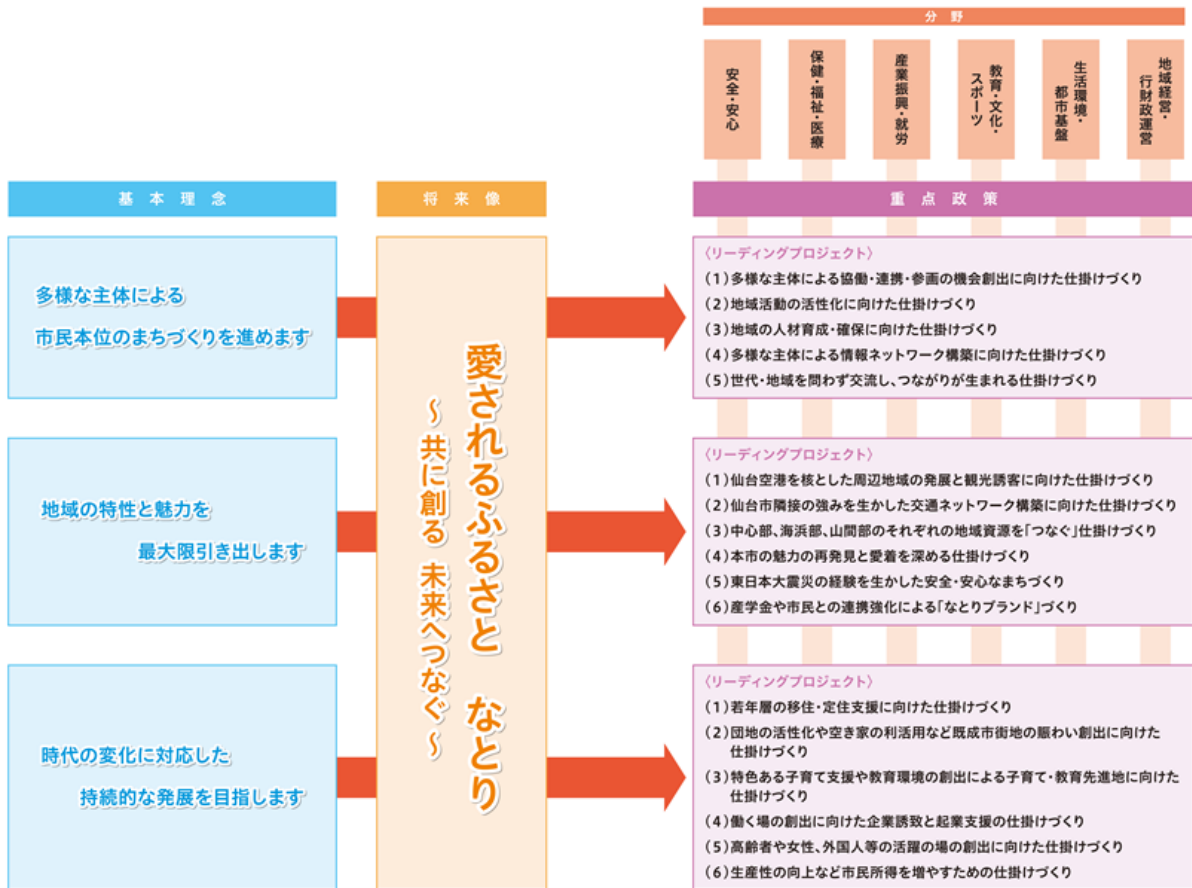 分野
安全・安心
保健・福祉・医療
産業振興・就労
教育・文化・
スポーツ
生活環境・
都市基盤
地域経営・
行財政運営
基本理念
将来像
重点政策
多様な主体による
市民本位のまちづくりを進めます
地域の特性と魅力を
最大限引き出します
時代の変化に対応した
持続的な発展を目指します
愛されるふるさと なとり
～共に創る 未来へつなぐ～
〈リーディングプロジェクト〉
（1）多様な主体による協働・連携・参画の機会創出に向けた仕掛けづくり
（2）地域活動の活性化に向けた仕掛けづくり
（3）地域の人材育成・確保に向けた仕掛けづくり
（4）多様な主体による情報ネットワーク構築に向けた仕掛けづくり
（5）世代・地域を問わず交流し、つながりが生まれる仕掛けづくり
〈リーディングプロジェクト〉
（1）仙台空港を核とした周辺地域の発展と観光誘客に向けた仕掛けづくり
（2）仙台市隣接の強みを生かした交通ネットワーク構築に向けた仕掛けづくり
（3）中心部、海浜部、山間部のそれぞれの地域資源を「つなぐ」仕掛けづくり
（4）本市の魅力の再発見と愛着を深める仕掛けづくり
（5）東日本大震災の経験を生かした安全・安心なまちづくり
（6）産学金や市民との連携強化による「なとりブランド」づくり
〈リーディングプロジェクト〉
（1）若年層の移住・定住支援に向けた仕掛けづくり
（2）団地の活性化や空き家の利活用など既成市街地の賑わい創出に向けた
仕掛けづくり
（3）特色ある子育て支援や教育環境の創出による子育て・教育先進地に向けた
仕掛けづくり
（4）働く場の創出に向けた企業誘致と起業支援の仕掛けづくり
（5）高齢者や女性、外国人等の活躍の場の創出に向けた仕掛けづくり
（6）生産性の向上など市民所得を増やすための仕掛けづくり